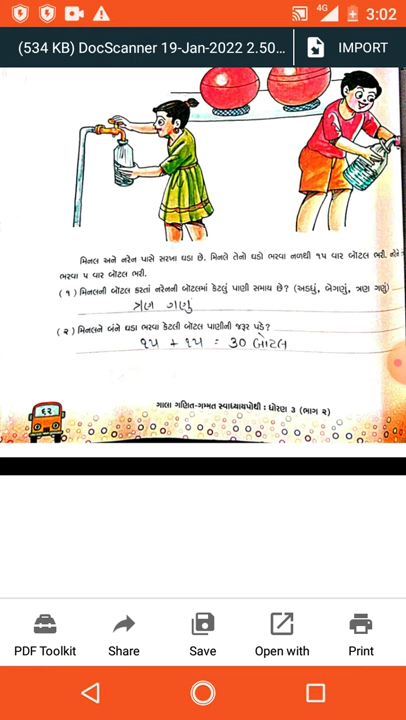 4G 3:02
(534 KB) DocScanner 19-Jan-2022 2.50... IMPORT
મિનલ અને નરેન પાસે સરખા ઘડા છે. મિનલે તેનો ઘડો ભરવા નળથી ૧૫ વાર બૉટલ ભરી.
ભરવા ૫ વાર બૉટલ ભરી.
(૧) મિનલની બૉટલ કરતાં નરેનની બૉટલમાં કેટલું પાણી સમાય છે? (અડધું, બેગણું, ત્રણ ગણું)
ત્રણ ગણું
(૨) મિનલને બંને ઘડા ભરવા કેટલી બૉટલ પાણીની જરૂર પડે?
૧૫ + ૧૫ = 30 બોટલ
૬૨
ગાલા ગણિત-ગમ્મત સ્વાધ્યાયપોથી : ધોરણ 3 (ભાગ ૨)
PDF Toolkit Share Save Open with Print